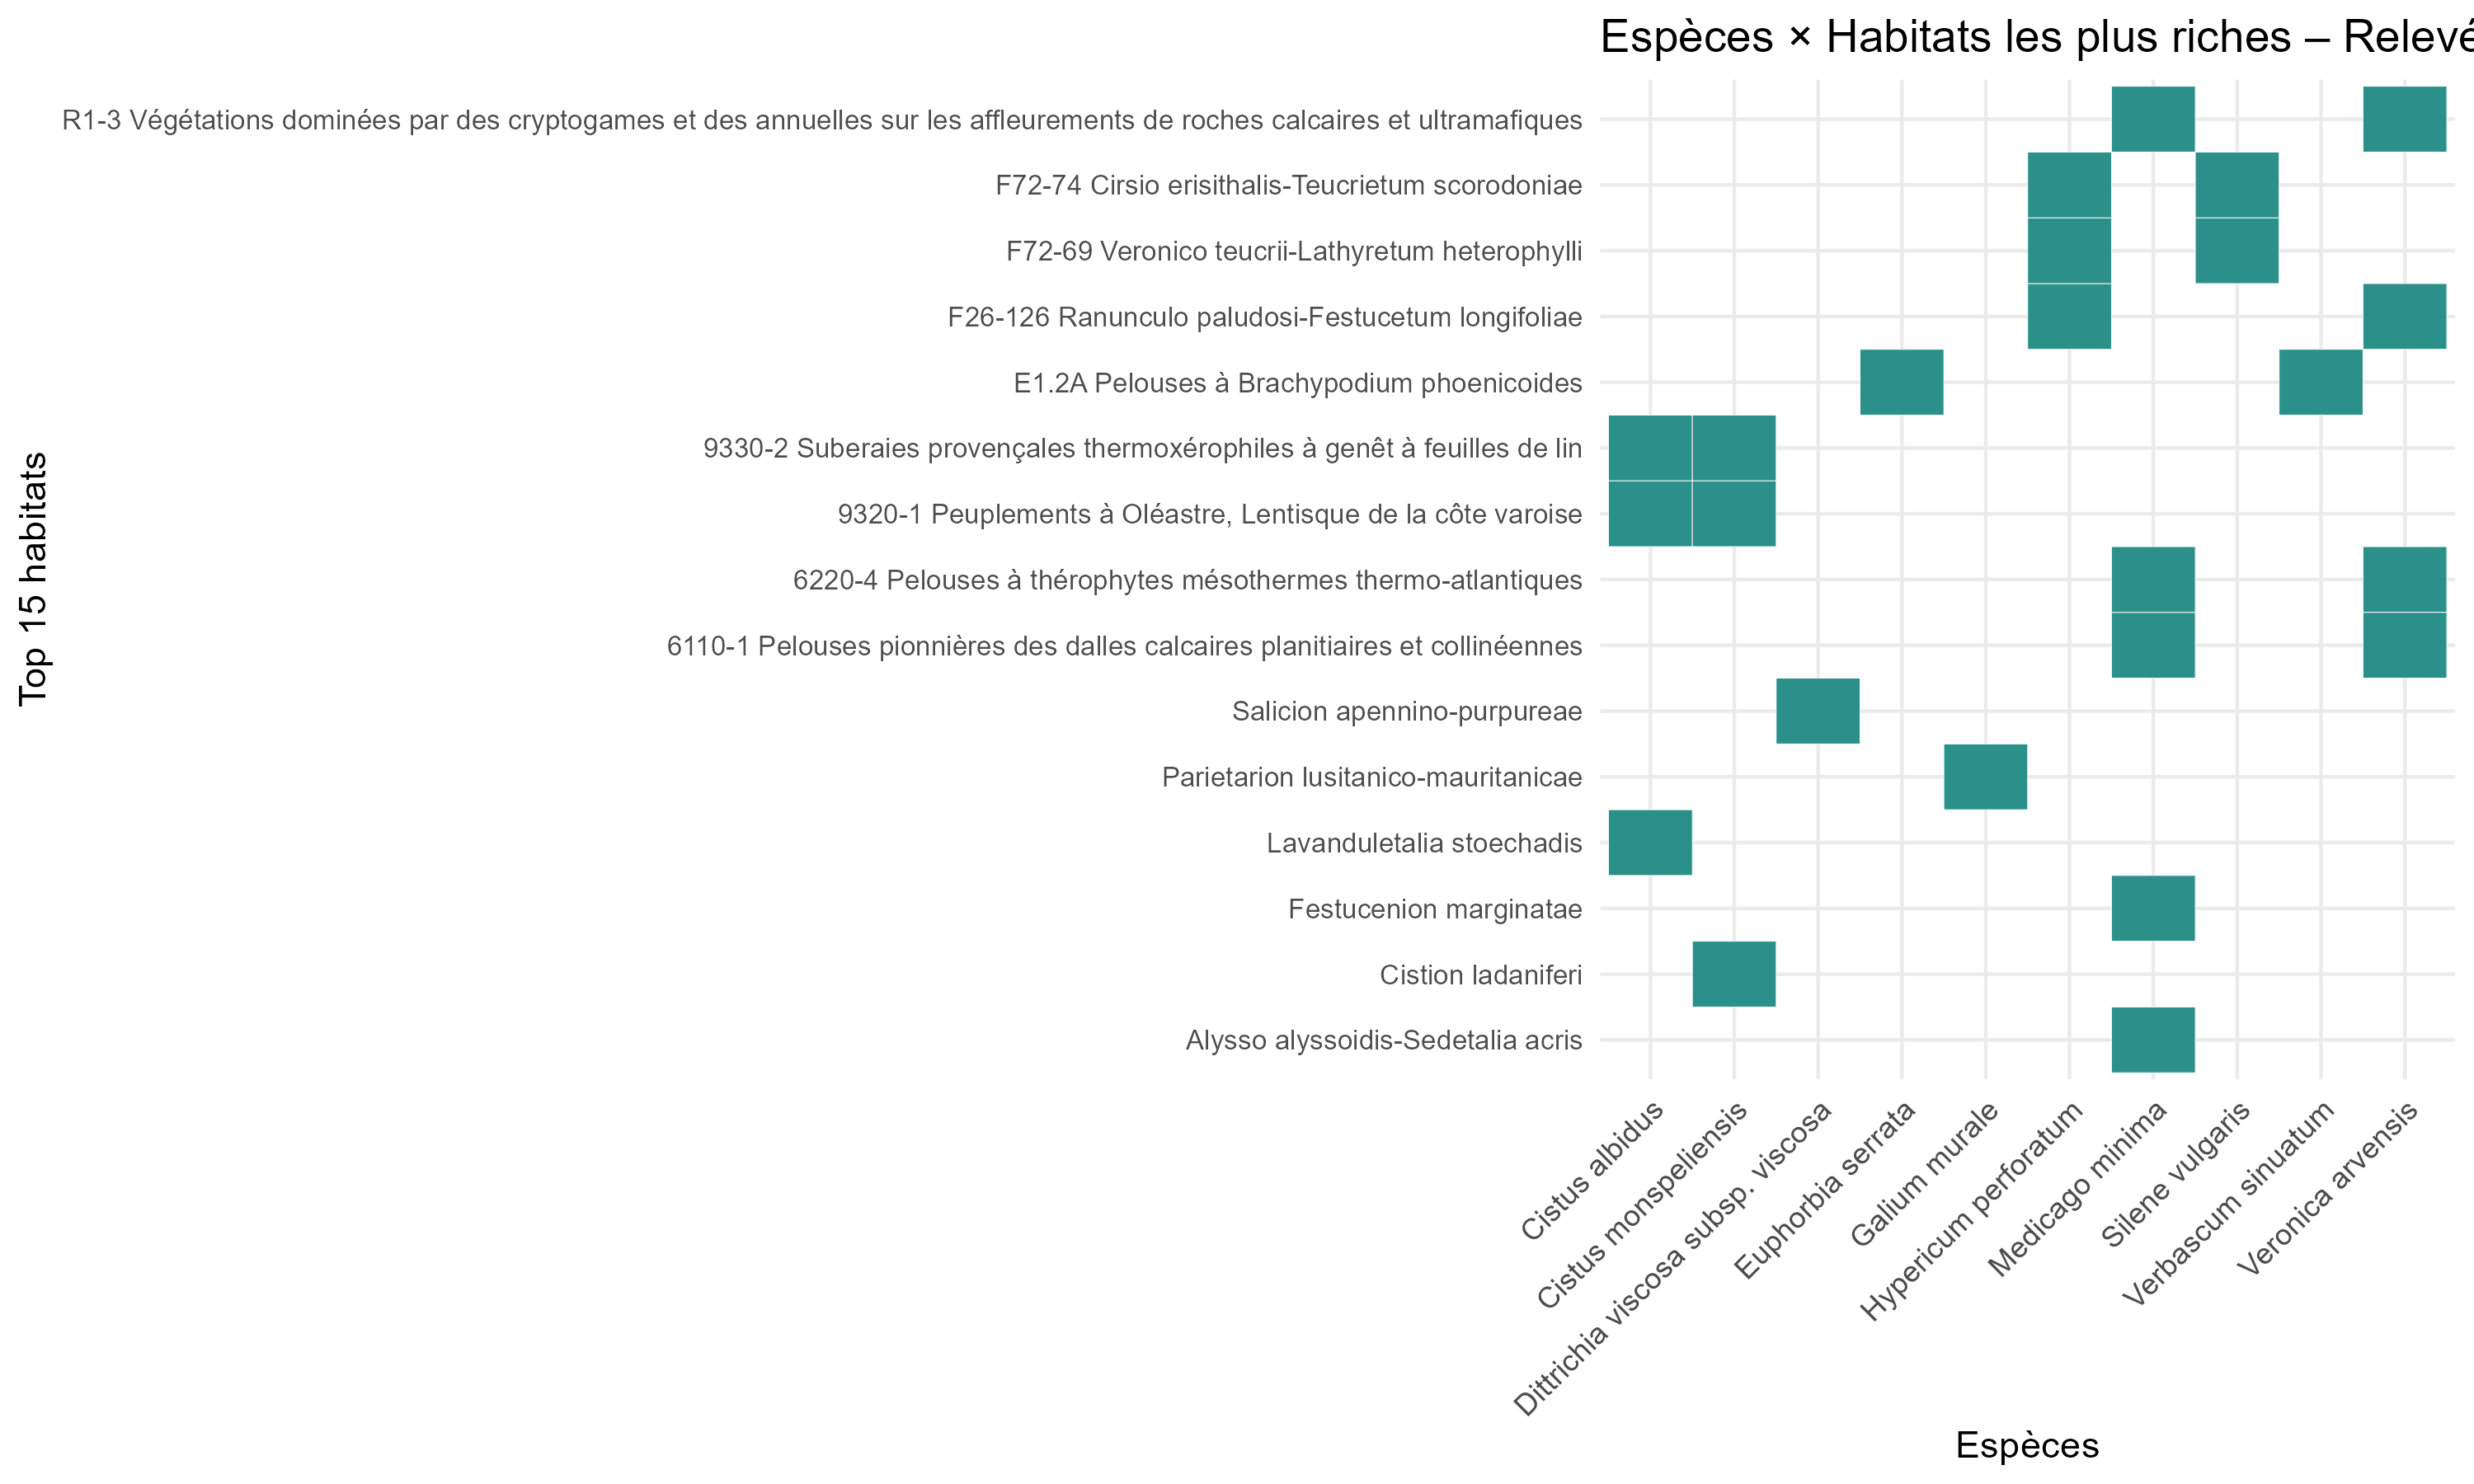 Espèces × Habitats les plus riches – Relevé
R1-3 Végétations dominées par des cryptogames et des annuelles sur les affleurements de roches calcaires et ultramafiques
F72-74 Cirsio erisithalis-Teucrietum scorodoniae
F72-69 Veronico teucrii-Lathyretum heterophylli
F26-126 Ranunculo paludosi-Festucetum longifoliae
E1.2A Pelouses à Brachypodium phoenicoides
9330-2 Suberaies provençales thermoxérophiles à genêt à feuilles de lin
9320-1 Peuplements à Oléastre, Lentisque de la côte varoise
6220-4 Pelouses à thérophytes mésothermes thermo-atlantiques
6110-1 Pelouses pionnières des dalles calcaires planitiaires et collinéennes
Salicion apennino-purpureae
Parietarion lusitanico-mauritanicae
Lavanduletalia stoechadis
Festucenion marginatae
Cistion ladaniferi
Alysso alyssoidis-Sedetalia acris
Top 15 habitats
Cistus albidus
Cistus monspeliensis
Dittrichia viscosa subsp. viscosa
Euphorbia serrata
Galium murale
Hypericum perforatum
Medicago minima
Silene vulgaris
Verbascum sinuatum
Veronica arvensis
Espèces